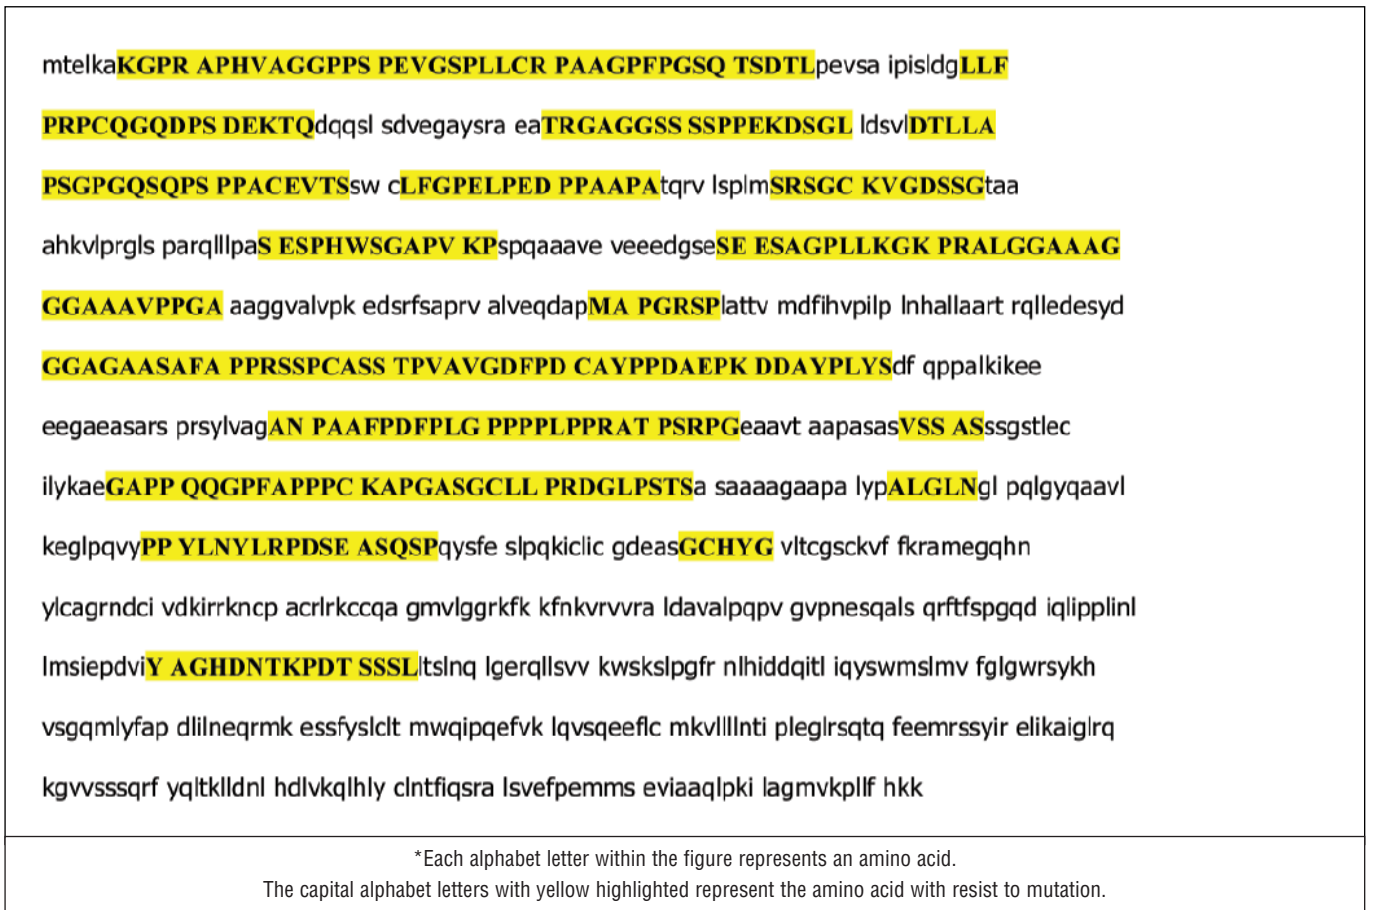 mtelkaKGPR APHVAGGPPS PEVGSPLLCR PAAGPFPGSQ TSDTLpevsa ipisldgLLF
PRPCQGQDPS DEKTQdqqsl sdvegaysra eaTRGAGGSS SSPPEKDSGL ldsvlDTLLA
PSGPGQSQPS PPACEVTSsw cLFGPELPED PPAAPAtqrv lsplmSRSGC KVGDSSGtaa
ahkvlprgls parqlllpaS ESPHWSGAPV KPspqaaave veeedgseSE ESAGPLLKGK PRALGGAAAG
GGAAAVPPGA aaggvalvpk edsrfsaprv alveqdapMA PGRSPlattv mdfihvpilp lnhallaart rqlledesyd
GGAGAASAFA PPRSSPCASS TPVAVGDFPD CAYPPDAEPK DDAYPLYSdf qppalkikee
eegaeasars prsylvagAN PAAFPDFPLG PPPPLPPRAT PSRPGeaavt aapasasVSS ASssgstlec
ilykaeGAPP QQGPFAPPPC KAPGASGCLL PRDGLPSTSa saaaagaapa lypALGLNgl pqlgyqaavl
keglpqvyPP YLNYLRPDSE ASQSPqysfe slpqkiclic gdeasGCHYG vltcgsckvf fkramegqhn
ylcagrndci vdkirrkncp acrlrkccqa gmvlggrkfk kfnkvrvvra ldavalpqpv gvpnesqals qrftfspgqd iqlipplinl
lmsiepdviY AGHDNTKPDT SSSLltslnq lgerqllsvv kwskslpgfr nlhiddqitl iqyswmslmv fglgwrsykh
vsgqmlyfap dlilneqrmk essfyslclt mwqipqefvk lqvsqeeflc mkvllllnti pleglrsqtq feemrssyir elikaiglrq
kgvvsssqrf yqltklldnl hdlvkqlhly clntfiqsra lsvefpemms eviaaqlpki lagmvkpllf hkk
*Each alphabet letter within the figure represents an amino acid.
The capital alphabet letters with yellow highlighted represent the amino acid with resist to mutation.